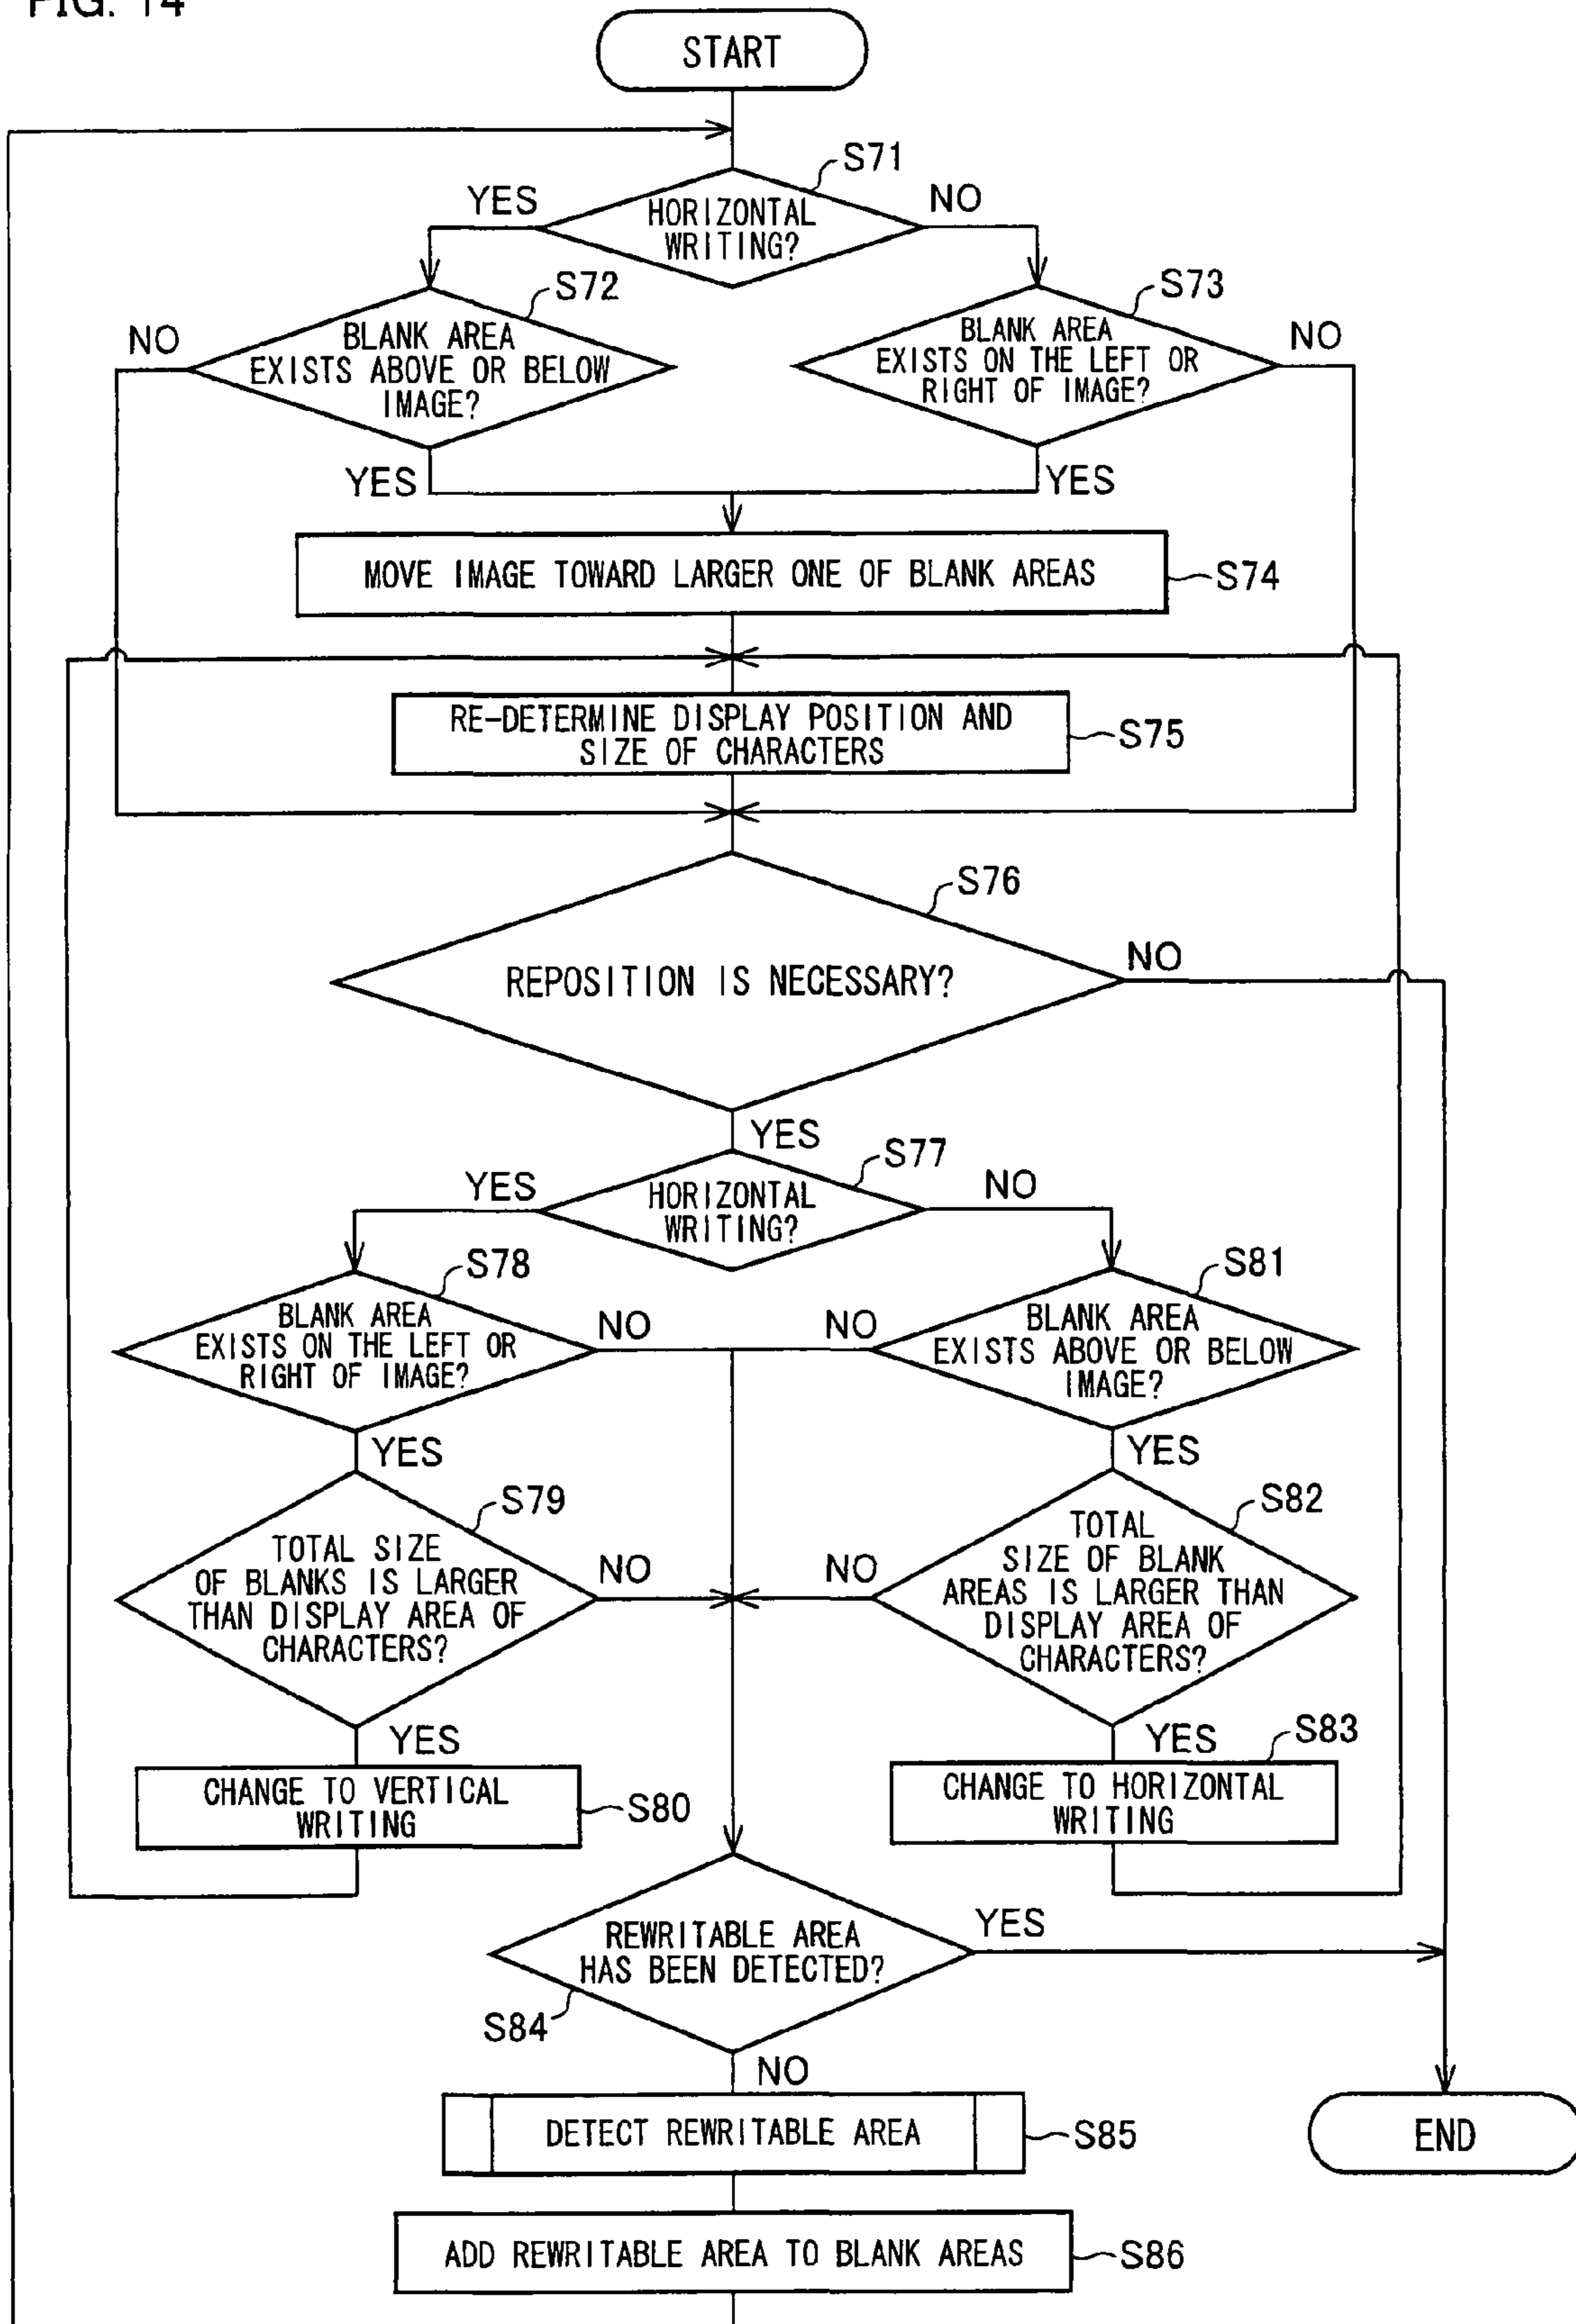 FIG. 14
START
S71
YES
HORIZONTAL
WRITING?
NO
S72
NO
BLANK AREA
EXISTS ABOVE OR BELOW
IMAGE?
YES
S73
BLANK AREA
EXISTS ON THE LEFT OR
RIGHT OF IMAGE?
NO
YES
MOVE IMAGE TOWARD LARGER ONE OF BLANK AREAS
S74
RE-DETERMINE DISPLAY POSITION AND
SIZE OF CHARACTERS
S75
S76
REPOSITION IS NECESSARY?
NO
YES
S77
YES
HORIZONTAL
WRITING?
NO
S78
BLANK AREA
EXISTS ON THE LEFT OR
RIGHT OF IMAGE?
NO
YES
S81
NO
BLANK AREA
EXISTS ABOVE OR BELOW
IMAGE?
YES
S79
TOTAL SIZE
OF BLANKS IS LARGER
THAN DISPLAY AREA OF
CHARACTERS?
NO
YES
S82
NO
TOTAL
SIZE OF BLANK
AREAS IS LARGER THAN
DISPLAY AREA OF
CHARACTERS?
YES
CHANGE TO VERTICAL
WRITING
S80
S83
CHANGE TO HORIZONTAL
WRITING
REWRITABLE AREA
HAS BEEN DETECTED?
YES
S84
NO
DETECT REWRITABLE AREA
S85
END
ADD REWRITABLE AREA TO BLANK AREAS
S86